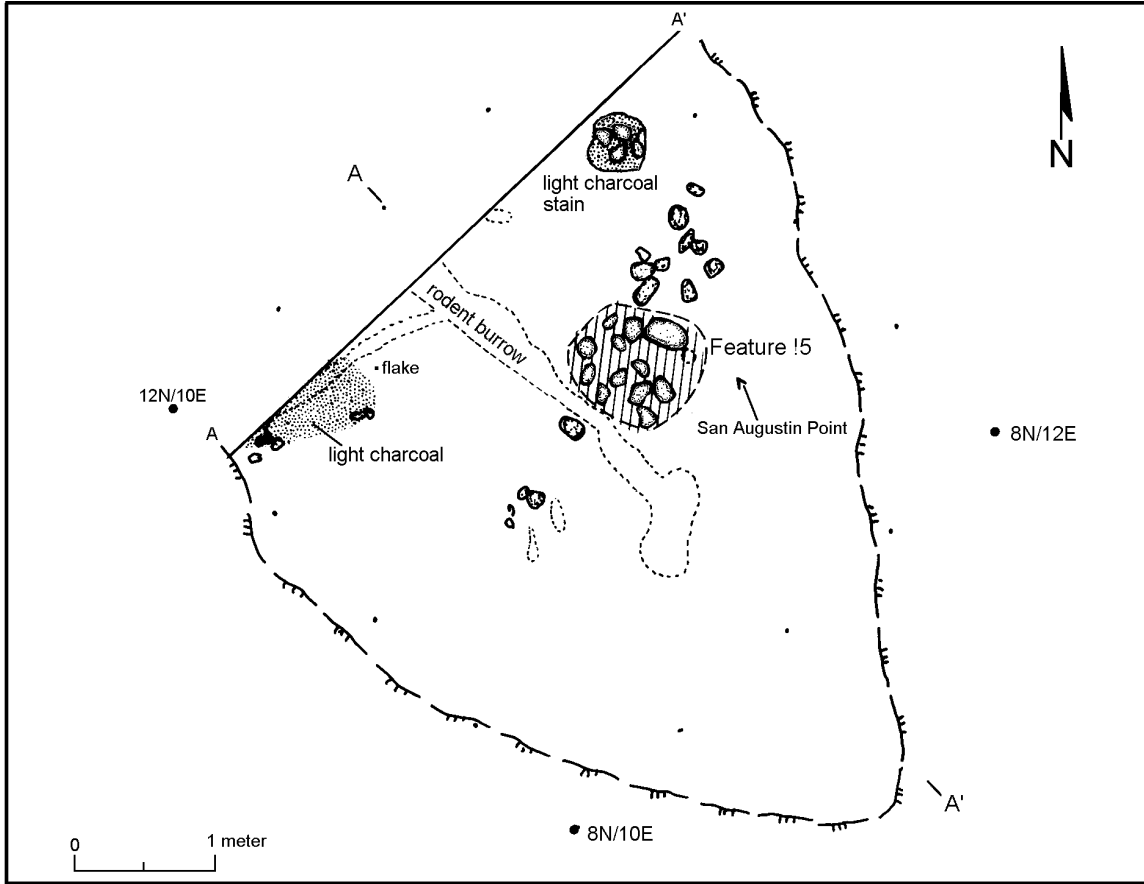 A'
N
A
light charcoal
stain
rodent burrow
Feature !5
flake
12N/10E
San Augustin Point
A
8N/12E
light charcoal
A'
8N/10E
0
1 meter